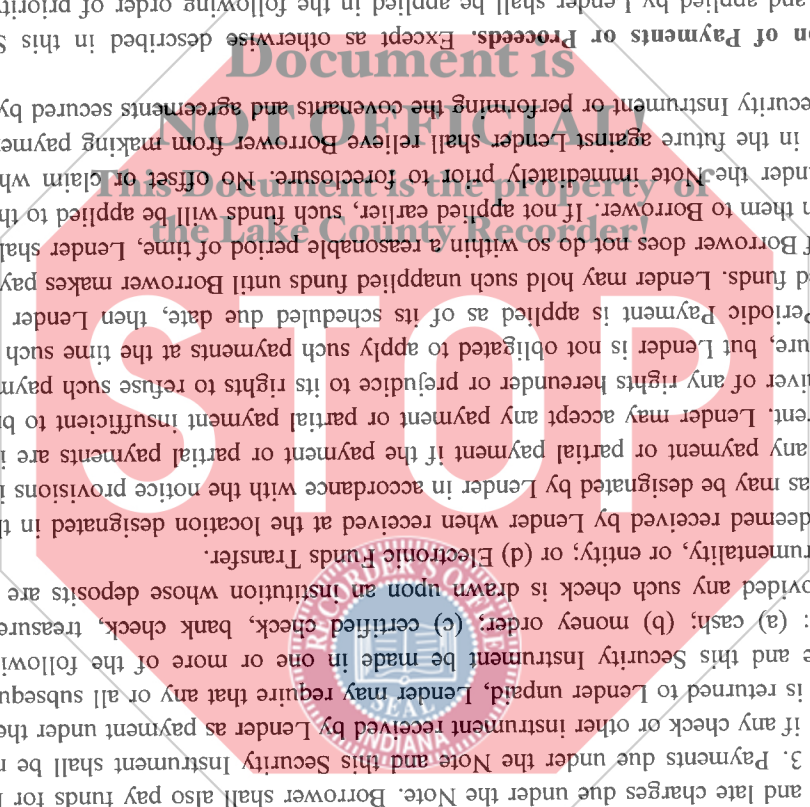 Document is
NOT OFFICIAL!
This Document is the property of
the Lake County Recorder!
STOP
RECORDER'S OFFICE
SEAL
INDIANA
and late charges due under the Note. Borrower shall also pay funds for
3. Payments due under the Note and this Security Instrument shall be
if any check or other instrument received by Lender as payment under the
is returned to Lender unpaid, Lender may require that any or all subsequ
and this Security Instrument be made in one or more of the followi
: (a) cash; (b) money order; (c) certified check, bank check, treasure
ovided any such check is drawn upon an institution whose deposits are
rumentality, or entity; or (d) Electronic Funds Transfer.
deemed received by Lender when received at the location designated in t
as may be designated by Lender in accordance with the notice provisions i
any payment or partial payment if the payment or partial payments are i
rent. Lender may accept any payment or partial payment insufficient to b
iver of any rights hereunder or prejudice to its rights to refuse such paym
ure, but Lender is not obligated to apply such payments at the time such
Periodic Payment is applied as of its scheduled due date, then Lender
d funds. Lender may hold such unapplied funds until Borrower makes pay
f Borrower does not do so within a reasonable period of time, Lender shal
n them to Borrower. If not applied earlier, such funds will be applied to th
nder the Note immediately prior to foreclosure. No offset or claim wh
in the future against Lender shall relieve Borrower from making payme
ecurity Instrument or performing the covenants and agreements secured by
on of Payments or Proceeds. Except as otherwise described in this S
and applied by Lender shall be applied in the following order of priorit